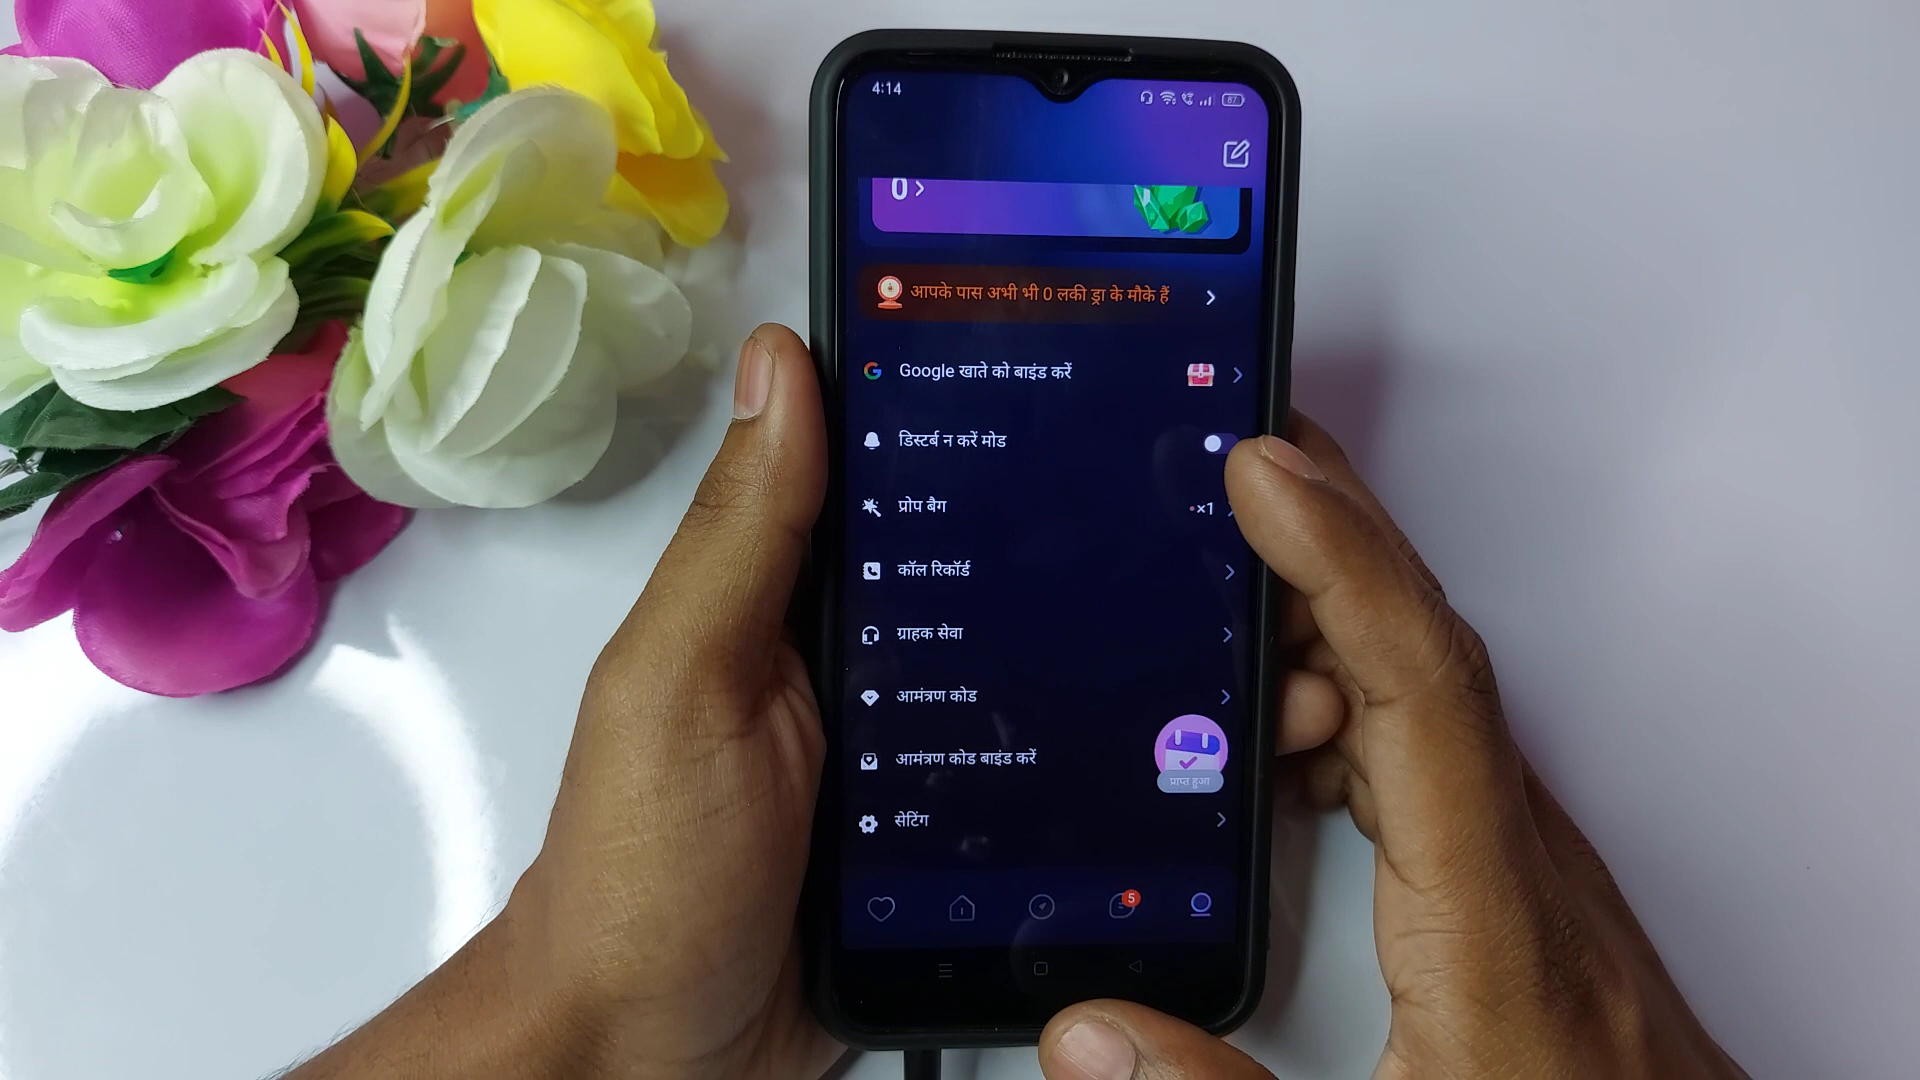 4:14
87
0 >
आपके पास अभी भी 0 लकी ड्रा के मौके हैं
Google खाते को बाइंड करें
डिस्टर्ब न करें मोड
प्रोप बैग
×1
कॉल रिकॉर्ड
ग्राहक सेवा
आमंत्रण कोड
आमंत्रण कोड बाइंड करें
प्राप्त हुआ
सेटिंग
5